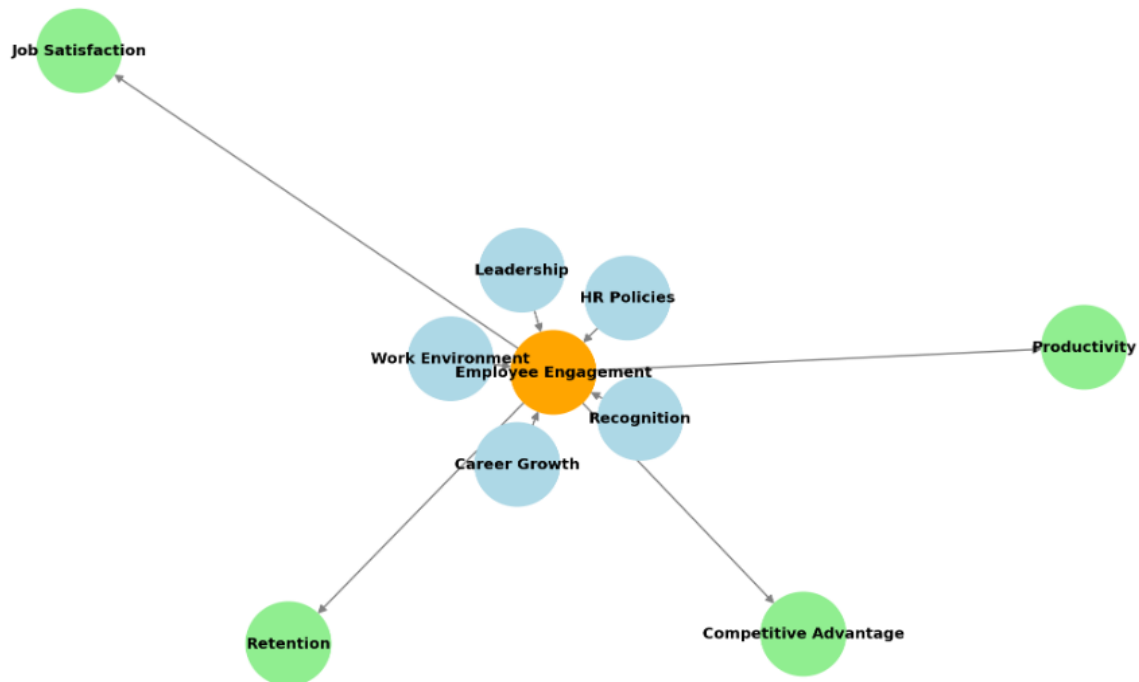 Job Satisfaction
Leadership
HR Policies
Productivity
Work Environment
Employee Engagement
Recognition
Career Growth
Competitive Advantage
Retention